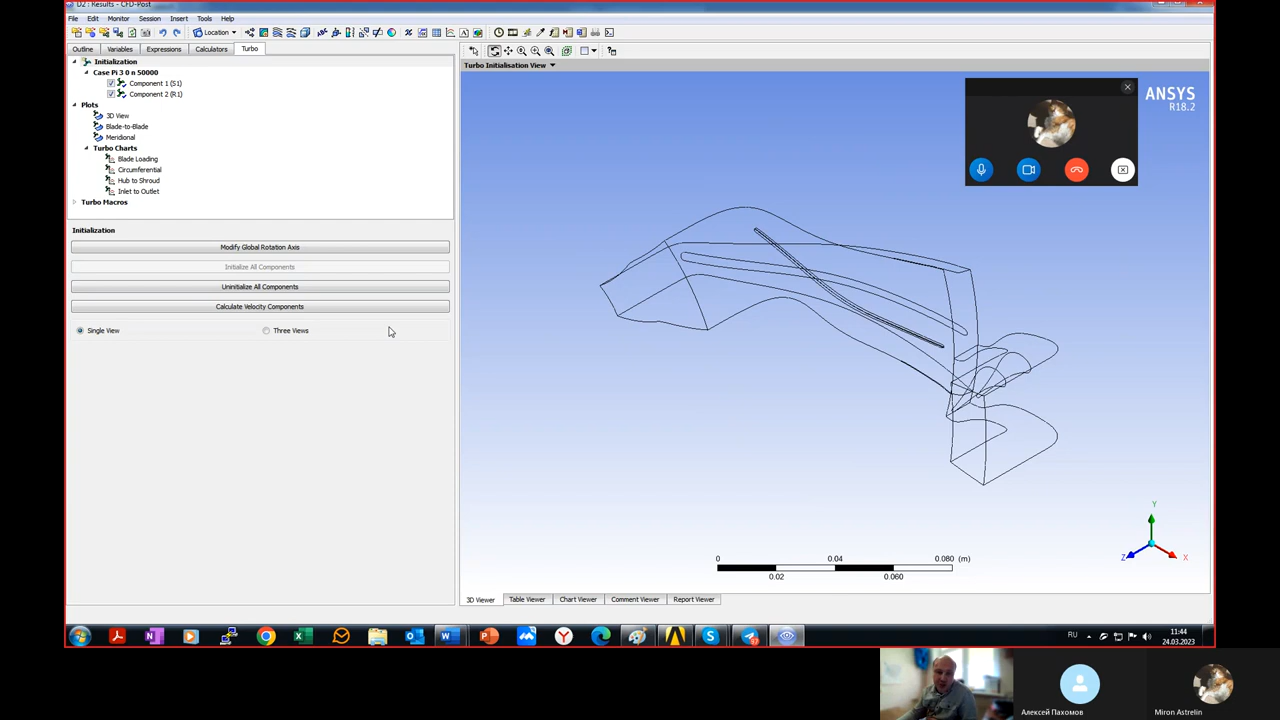 D2 : Results - CFD-Post
File Edit Monitor Session Insert Tools Help
Location
Outline Variables Expressions Calculators Turbo
Initialization
Case Pi 3 0 n 50000
Component 1 (S1)
Component 2 (R1)
Plots
3D View
Blade-to-Blade
Meridional
Turbo Charts
Blade Loading
Circumferential
Hub to Shroud
Inlet to Outlet
Turbo Macros
Initialization
Modify Global Rotation Axis
Initialize All Components
Uninitialize All Components
Calculate Velocity Components
Single View Three Views
Turbo Initialisation View
ANSYS
R18.2
Y
Z X
0 0.04 0.080 (m)
0.02 0.060
3D Viewer Table Viewer Chart Viewer Comment Viewer Report Viewer
RU 11:44
24.03.2023
Алексей Пахомов Miron Astrelin